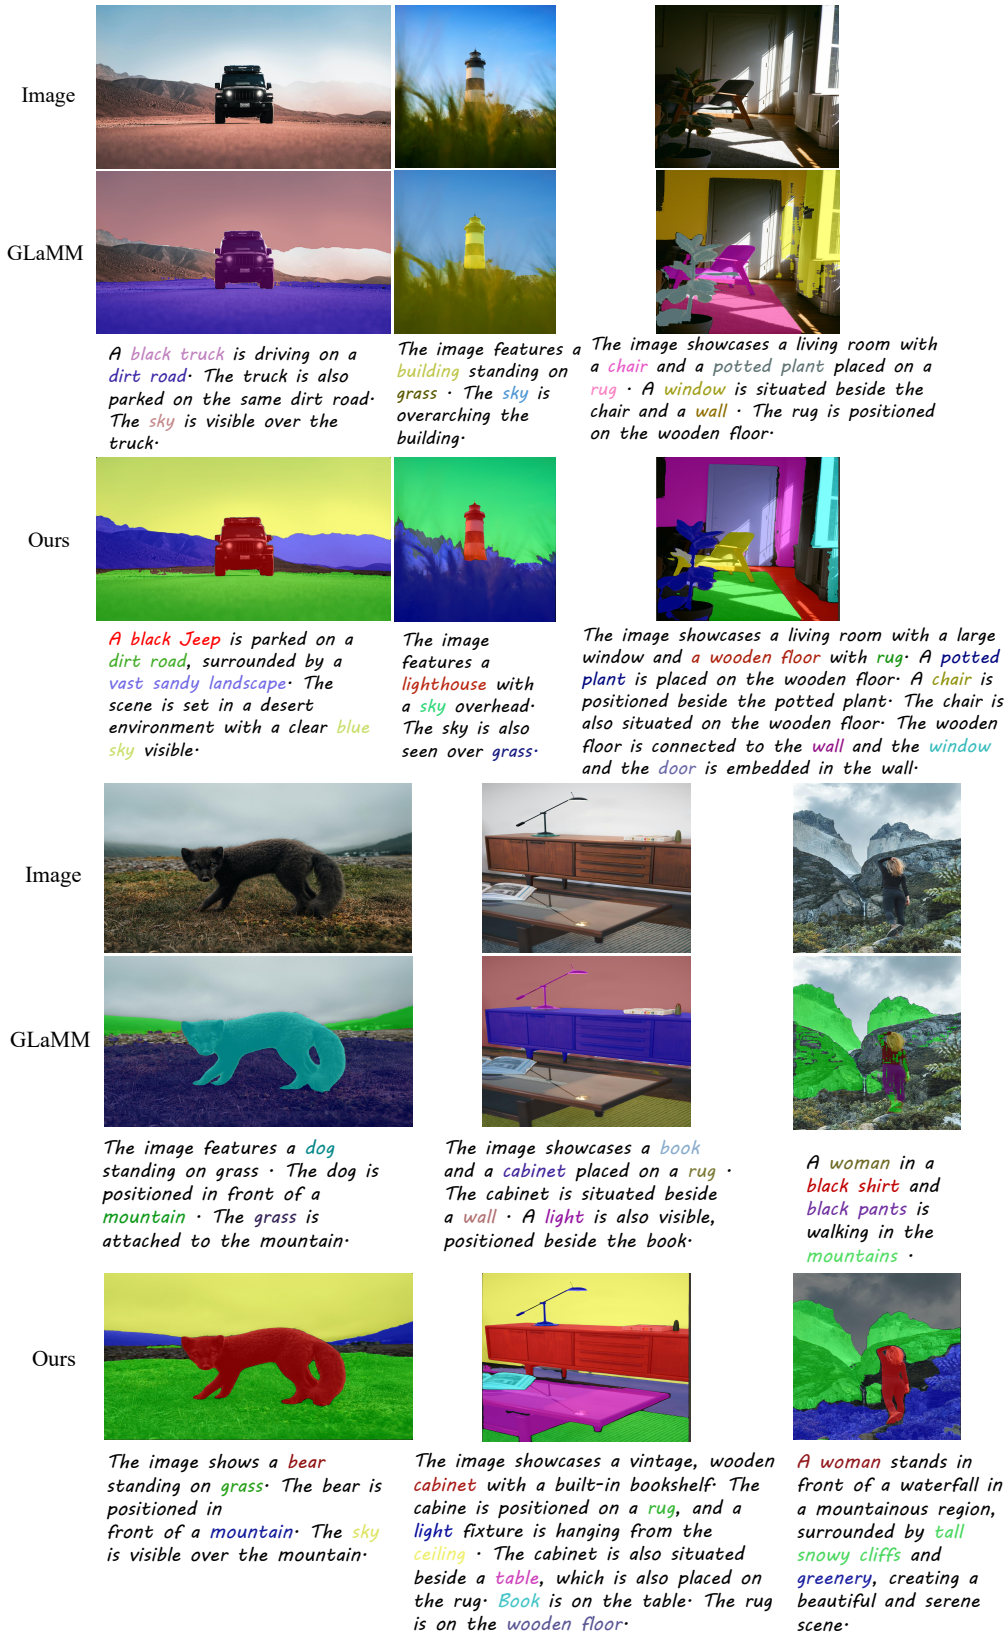 Image
GLaMM
A black truck is driving on a
dirt road. The truck is also
parked on the same dirt road.
The sky is visible over the
truck.
The image features a
building standing on
grass . The sky is
overarching the
building.
The image showcases a living room with
a chair and a potted plant placed on a
rug . A window is situated beside the
chair and a wall . The rug is positioned
on the wooden floor.
Ours
A black Jeep is parked on a
dirt road, surrounded by a
vast sandy landscape. The
scene is set in a desert
environment with a clear blue
sky visible.
The image
features a
lighthouse with
a sky overhead.
The sky is also
seen over grass.
The image showcases a living room with a large
window and a wooden floor with rug. A potted
plant is placed on the wooden floor. A chair is
positioned beside the potted plant. The chair is
also situated on the wooden floor. The wooden
floor is connected to the wall and the window
and the door is embedded in the wall.
Image
GLaMM
The image features a dog
standing on grass . The dog is
positioned in front of a
mountain . The grass is
attached to the mountain.
The image showcases a book
and a cabinet placed on a rug .
The cabinet is situated beside
a wall . A light is also visible,
positioned beside the book.
A woman in a
black shirt and
black pants is
walking in the
mountains .
Ours
The image shows a bear
standing on grass. The bear is
positioned in
front of a mountain. The sky
is visible over the mountain.
The image showcases a vintage, wooden
cabinet with a built-in bookshelf. The
cabine is positioned on a rug, and a
light fixture is hanging from the
ceiling . The cabinet is also situated
beside a table, which is also placed on
the rug. Book is on the table. The rug
is on the wooden floor.
A woman stands in
front of a waterfall in
a mountainous region,
surrounded by tall
snowy cliffs and
greenery, creating a
beautiful and serene
scene.